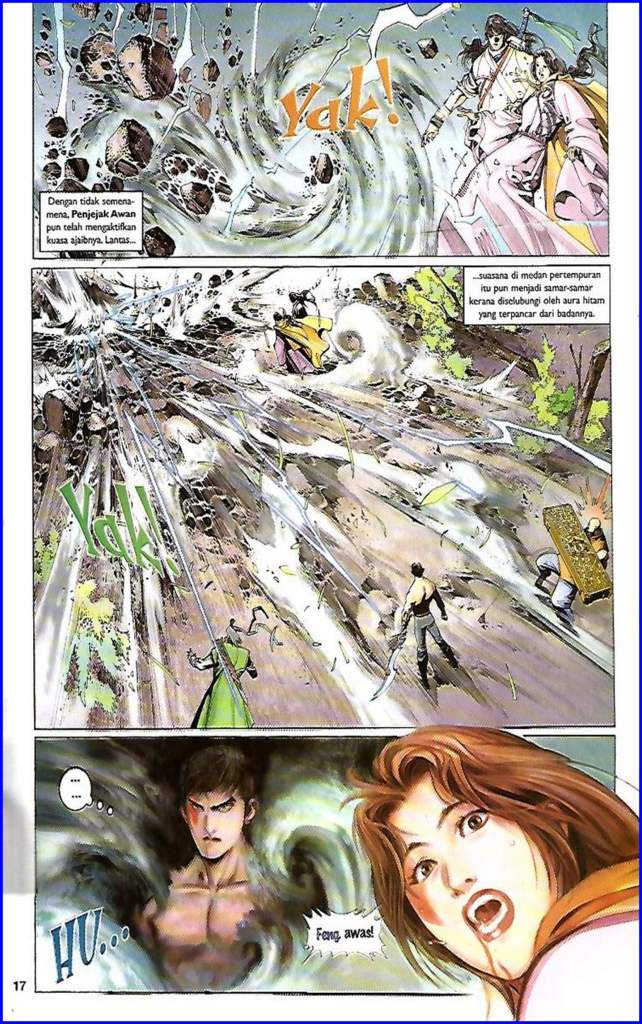 Yak!
Dengan tidak semena-
mena, Penjejak Awan
pun telah mengaktifkan
kuasa ajaibnya. Lantas...
...suasana di medan pertempuran
itu pun menjadi samar-samar
kerana diselubungi oleh aura hitam
yang terpancar dari badannya.
Yak!
...
...
HU...
Feng, awas!
17